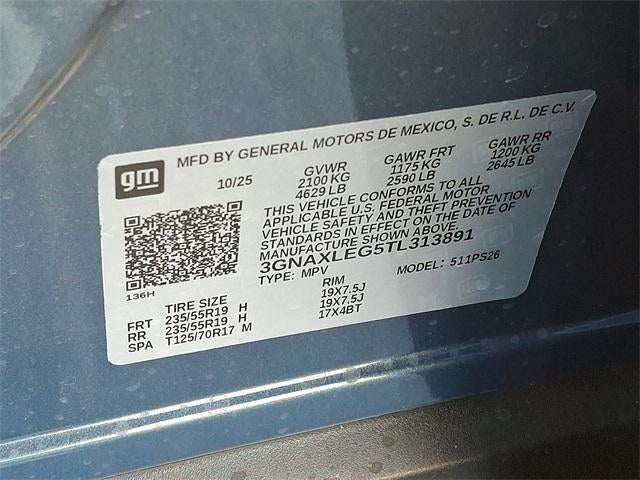 gm
MFD BY GENERAL MOTORS DE MEXICO, S. DE R.L. DE C.V.
10/25
GVWR GAWR FRT GAWR RR
2100 KG 1175 KG 1200 KG
4629 LB 2590 LB 2645 LB
THIS VEHICLE CONFORMS TO ALL
APPLICABLE U.S. FEDERAL MOTOR
VEHICLE SAFETY AND THEFT PREVENTION
STANDARDS IN EFFECT ON THE DATE OF
MANUFACTURE SHOWN ABOVE.
3GNAXLEG5TL313891
TYPE: MPV MODEL: 511PS26
136H
TIRE SIZE RIM
FRT 235/55R19 H 19X7.5J
RR 235/55R19 H 19X7.5J
SPA T125/70R17 M 17X4BT